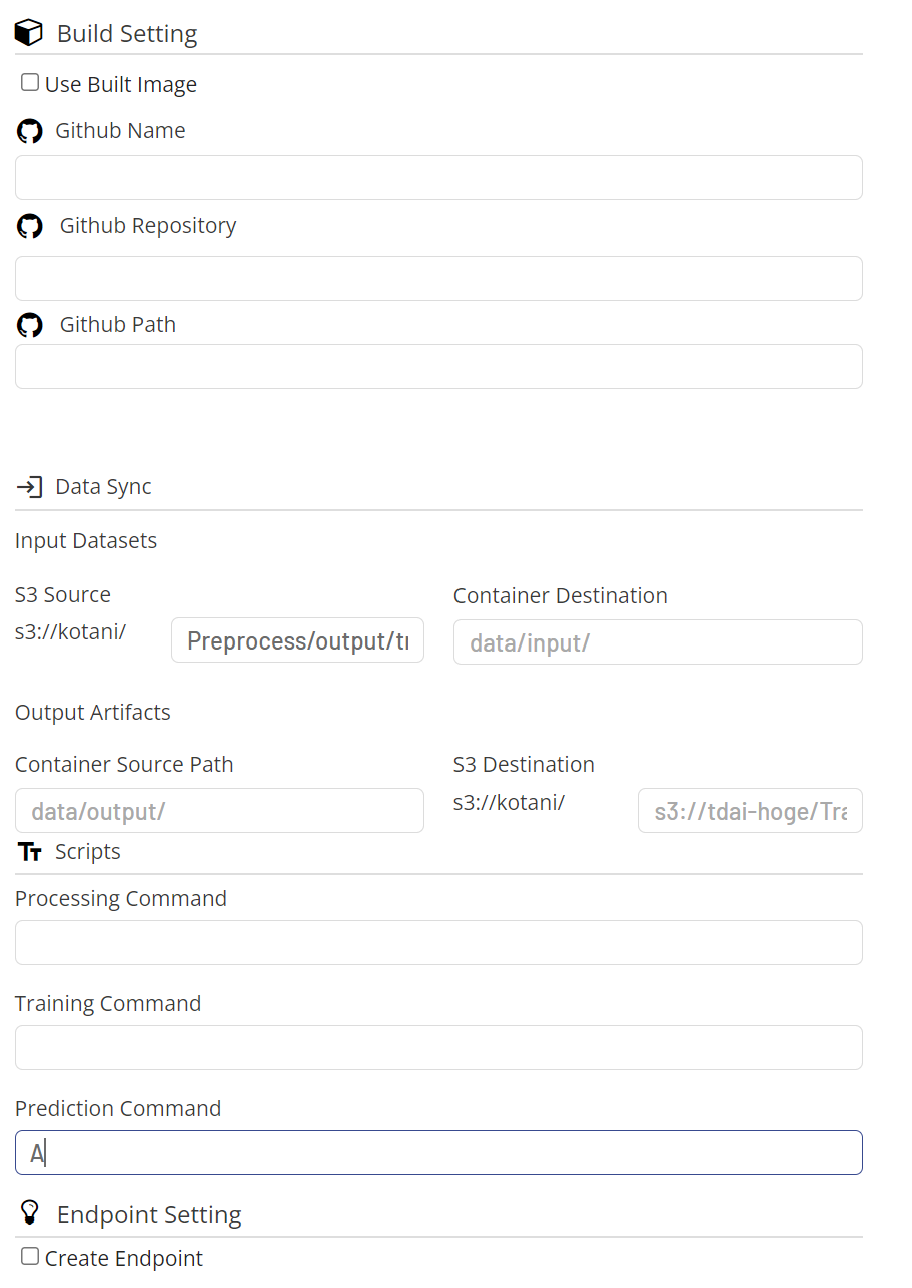 Build Setting
Use Built Image
Github Name
Github Repository
Github Path
Data Sync
Input Datasets
S3 Source
Container Destination
s3://kotani/
Preprocess/output/
data/input/
Output Artifacts
Container Source Path
S3 Destination
data/output/
s3://kotani/
s3://tdai-hoge/Tra
Scripts
Processing Command
Training Command
Prediction Command
A
Endpoint Setting
Create Endpoint